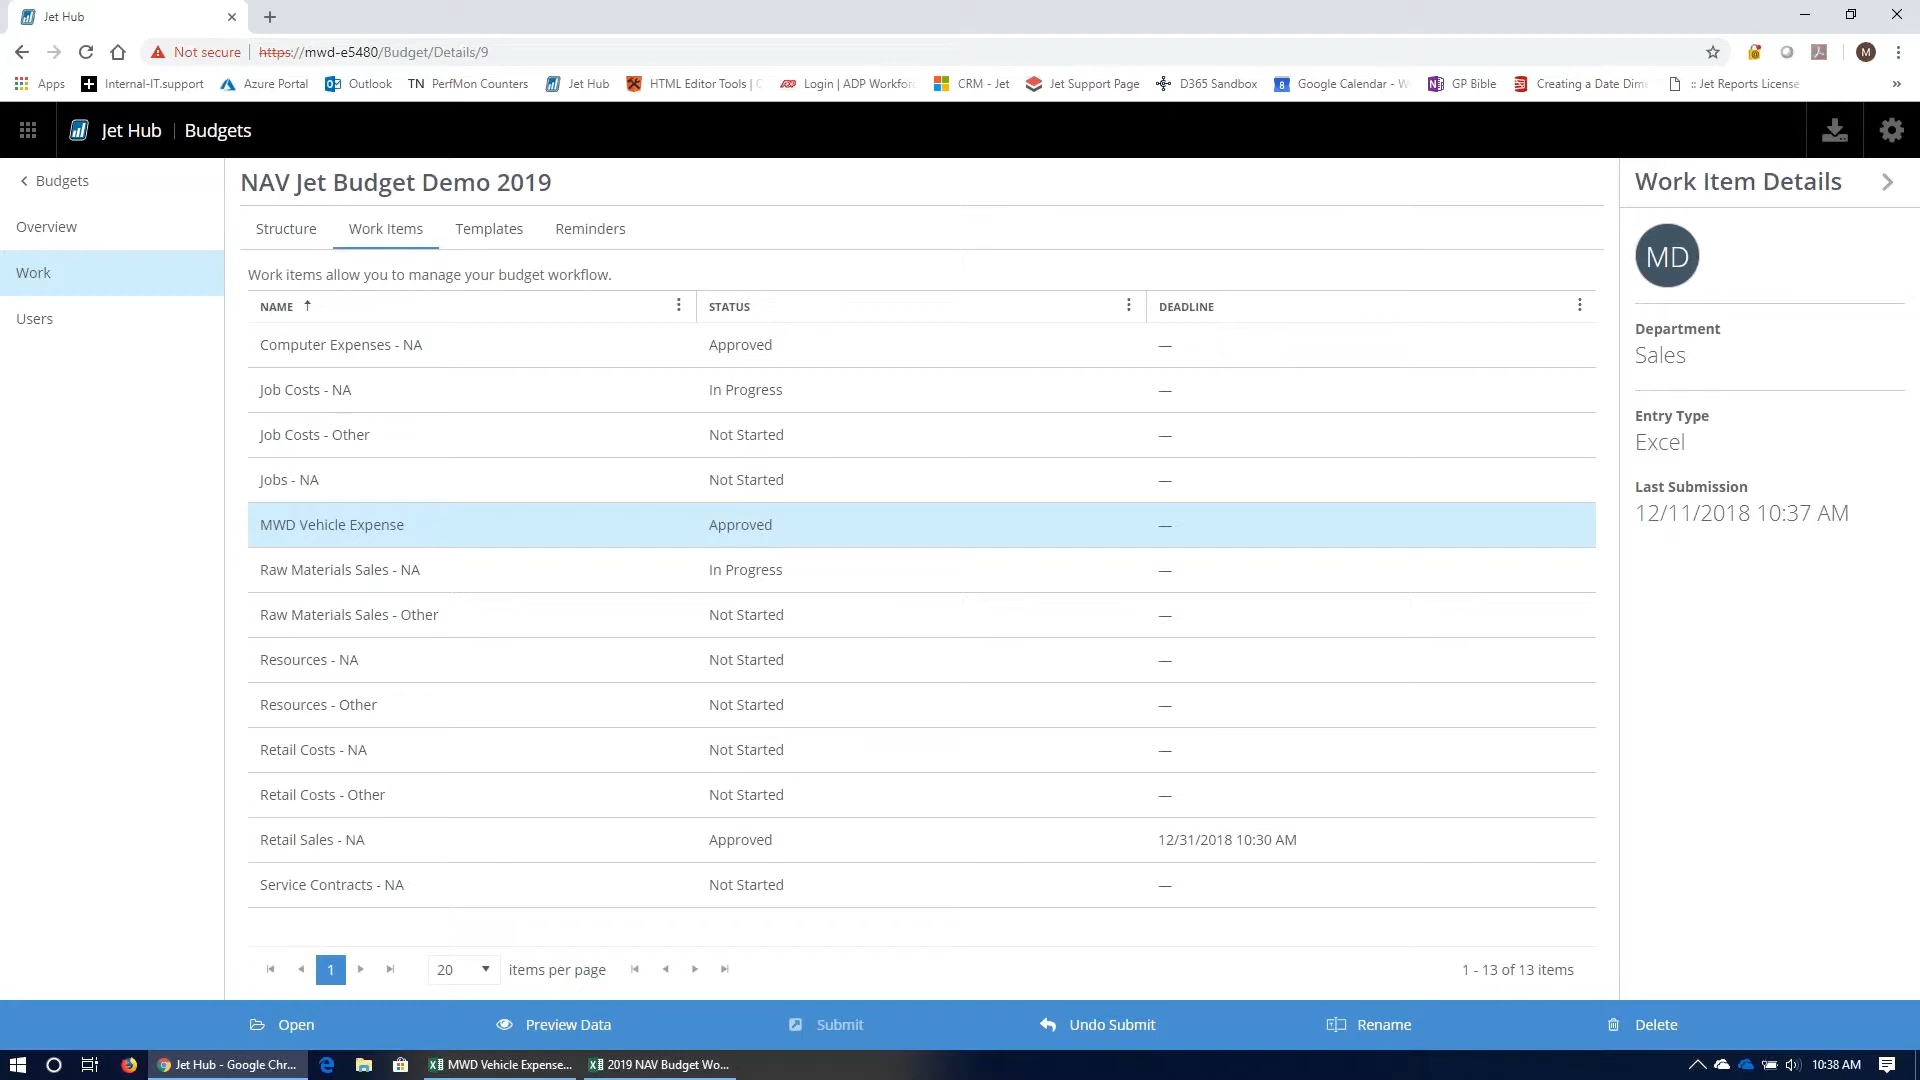 Jet Hub
Not secure https://mwd-e5480/Budget/Details/9
M
Apps Internal-IT.support Azure Portal Outlook TN PerfMon Counters Jet Hub HTML Editor Tools | Login | ADP Workforc CRM - Jet Jet Support Page D365 Sandbox Google Calendar - GP Bible Creating a Date Dime :: Jet Reports License »
Jet Hub | Budgets
Budgets
Overview
Work
Users
NAV Jet Budget Demo 2019
Structure Work Items Templates Reminders
Work items allow you to manage your budget workflow.
NAME ↑ STATUS DEADLINE
Computer Expenses - NA Approved —
Job Costs - NA In Progress —
Job Costs - Other Not Started —
Jobs - NA Not Started —
MWD Vehicle Expense Approved —
Raw Materials Sales - NA In Progress —
Raw Materials Sales - Other Not Started —
Resources - NA Not Started —
Resources - Other Not Started —
Retail Costs - NA Not Started —
Retail Costs - Other Not Started —
Retail Sales - NA Approved 12/31/2018 10:30 AM
Service Contracts - NA Not Started —
1 20 items per page 1 - 13 of 13 items
Work Item Details
MD
Department
Sales
Entry Type
Excel
Last Submission
12/11/2018 10:37 AM
Open Preview Data Submit Undo Submit Rename Delete
Jet Hub - Google Chr... MWD Vehicle Expense... 2019 NAV Budget Wo... 10:38 AM